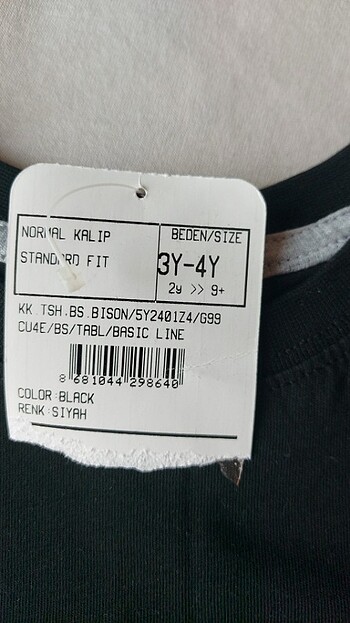 NORMAL KALIP
STANDARD FIT
BEDEN/SIZE
3Y-4Y
2y >> 9+
KK.TSH.BS.BISON/5Y2401Z4/G99
CU4E/BS/TABL/BASIC LINE
8 681044 298640
COLOR:BLACK
RENK:SIYAH